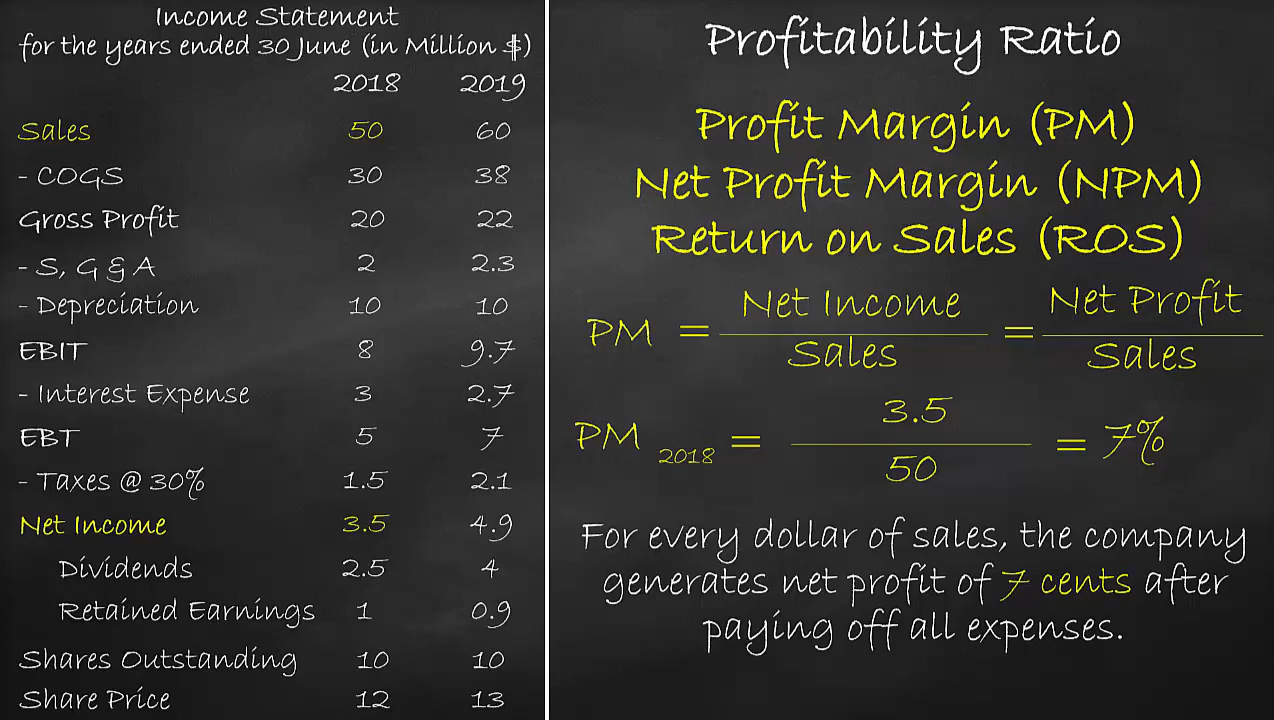 Income Statement
for the years ended 30 June (in Million $)
2018 2019
Sales 50 60
- COGS 30 38
Gross Profit 20 22
- S, G & A 2 2.3
- Depreciation 10 10
EBIT 8 9.7
- Interest Expense 3 2.7
EBT 5 7
- Taxes @ 30% 1.5 2.1
Net Income 3.5 4.9
Dividends 2.5 4
Retained Earnings 1 0.9
Shares Outstanding 10 10
Share Price 12 13
Profitability Ratio
Profit Margin (PM)
Net Profit Margin (NPM)
Return on Sales (ROS)
PM = Net Income / Sales = Net Profit / Sales
PM 2018 = 3.5 / 50 = 7%
For every dollar of sales, the company
generates net profit of 7 cents after
paying off all expenses.